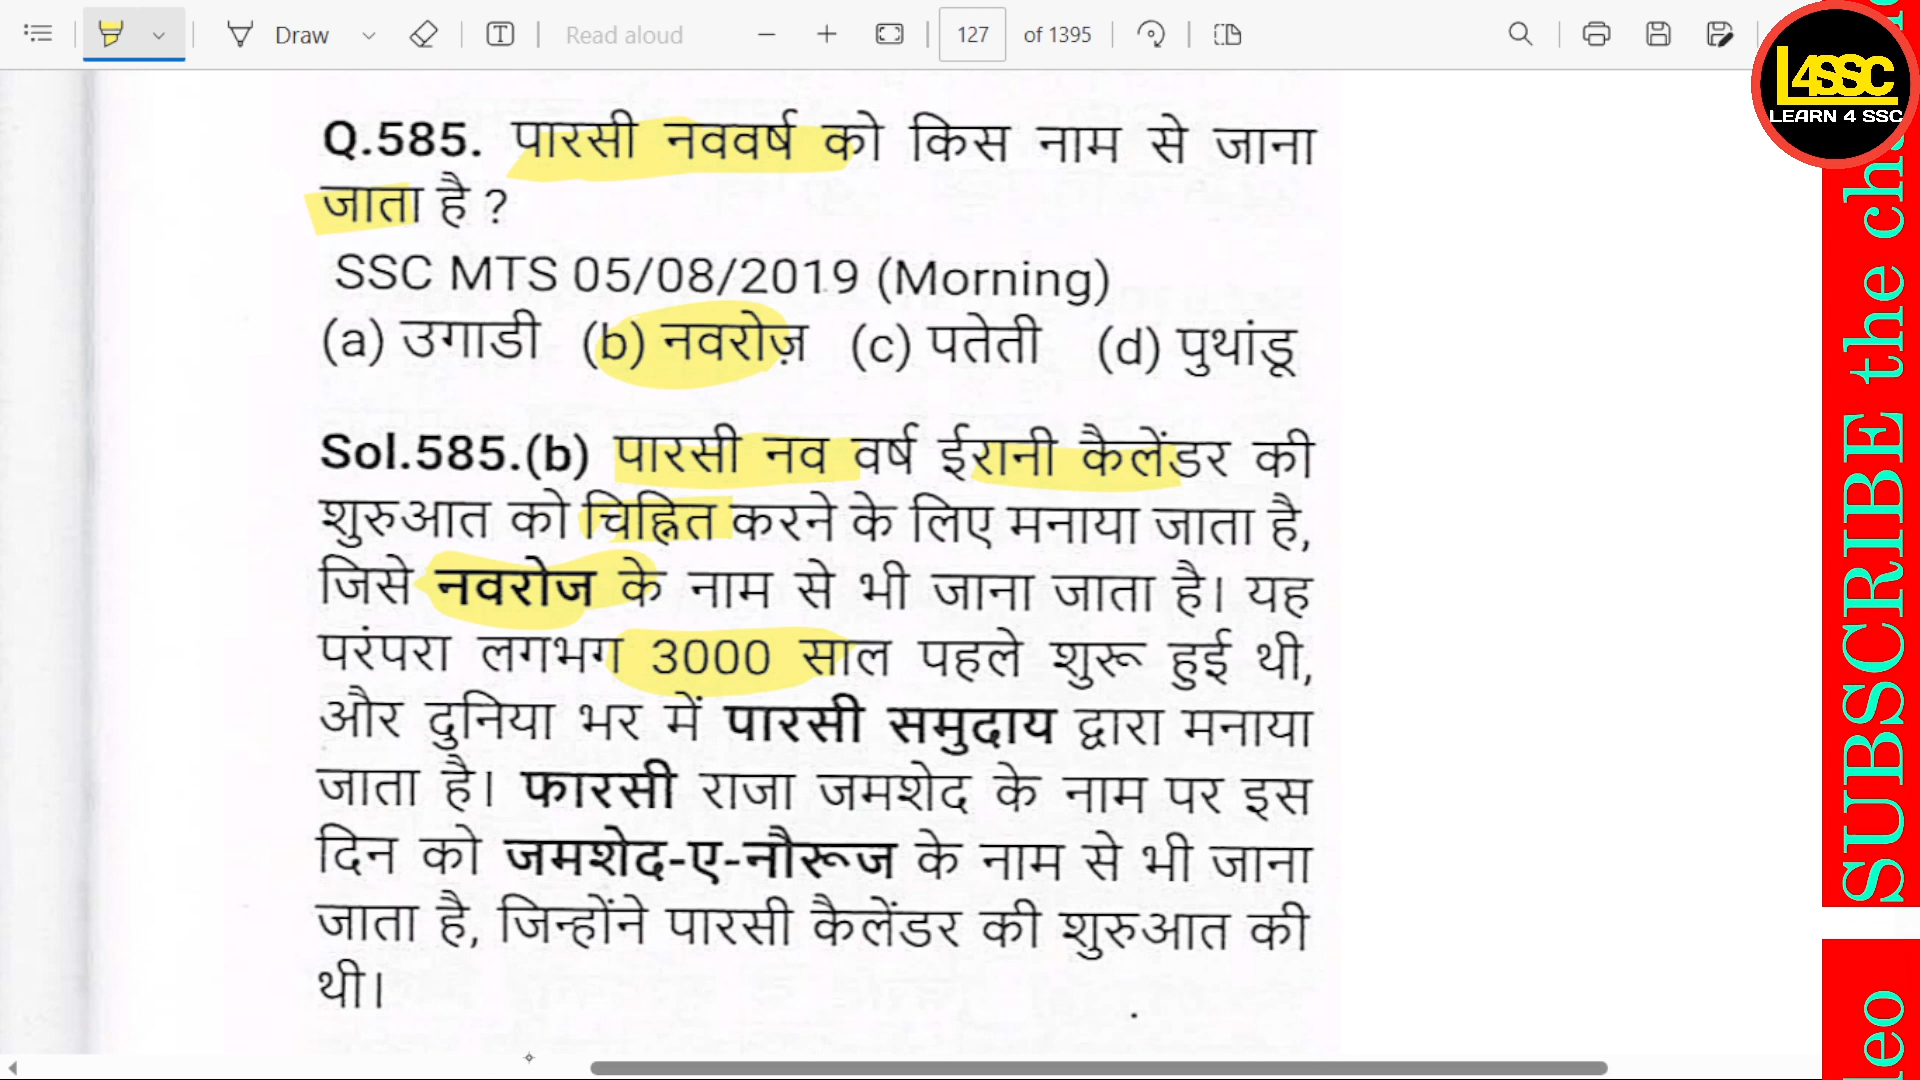 Draw
Read aloud
127 of 1395
L4SSC
LEARN 4 SSC
Q.585. पारसी नववर्ष को किस नाम से जाना
जाता है ?
SSC MTS 05/08/2019 (Morning)
(a) उगाडी (b) नवरोज़ (c) पतेती (d) पुथांडू
Sol.585.(b) पारसी नव वर्ष ईरानी कैलेंडर की
शुरुआत को चिह्नित करने के लिए मनाया जाता है,
जिसे नवरोज के नाम से भी जाना जाता है। यह
परंपरा लगभग 3000 साल पहले शुरू हुई थी,
और दुनिया भर में पारसी समुदाय द्वारा मनाया
जाता है। फारसी राजा जमशेद के नाम पर इस
दिन को जमशेद-ए-नौरूज के नाम से भी जाना
जाता है, जिन्होंने पारसी कैलेंडर की शुरुआत की
थी।
SUBSCRIBE the